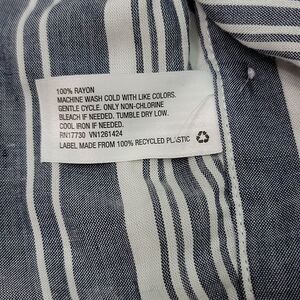 100% RAYON
MACHINE WASH COLD WITH LIKE COLORS.
GENTLE CYCLE. ONLY NON-CHLORINE
BLEACH IF NEEDED. TUMBLE DRY LOW.
COOL IRON IF NEEDED.
RN17730 VN1261424
LABEL MADE FROM 100% RECYCLED PLASTIC